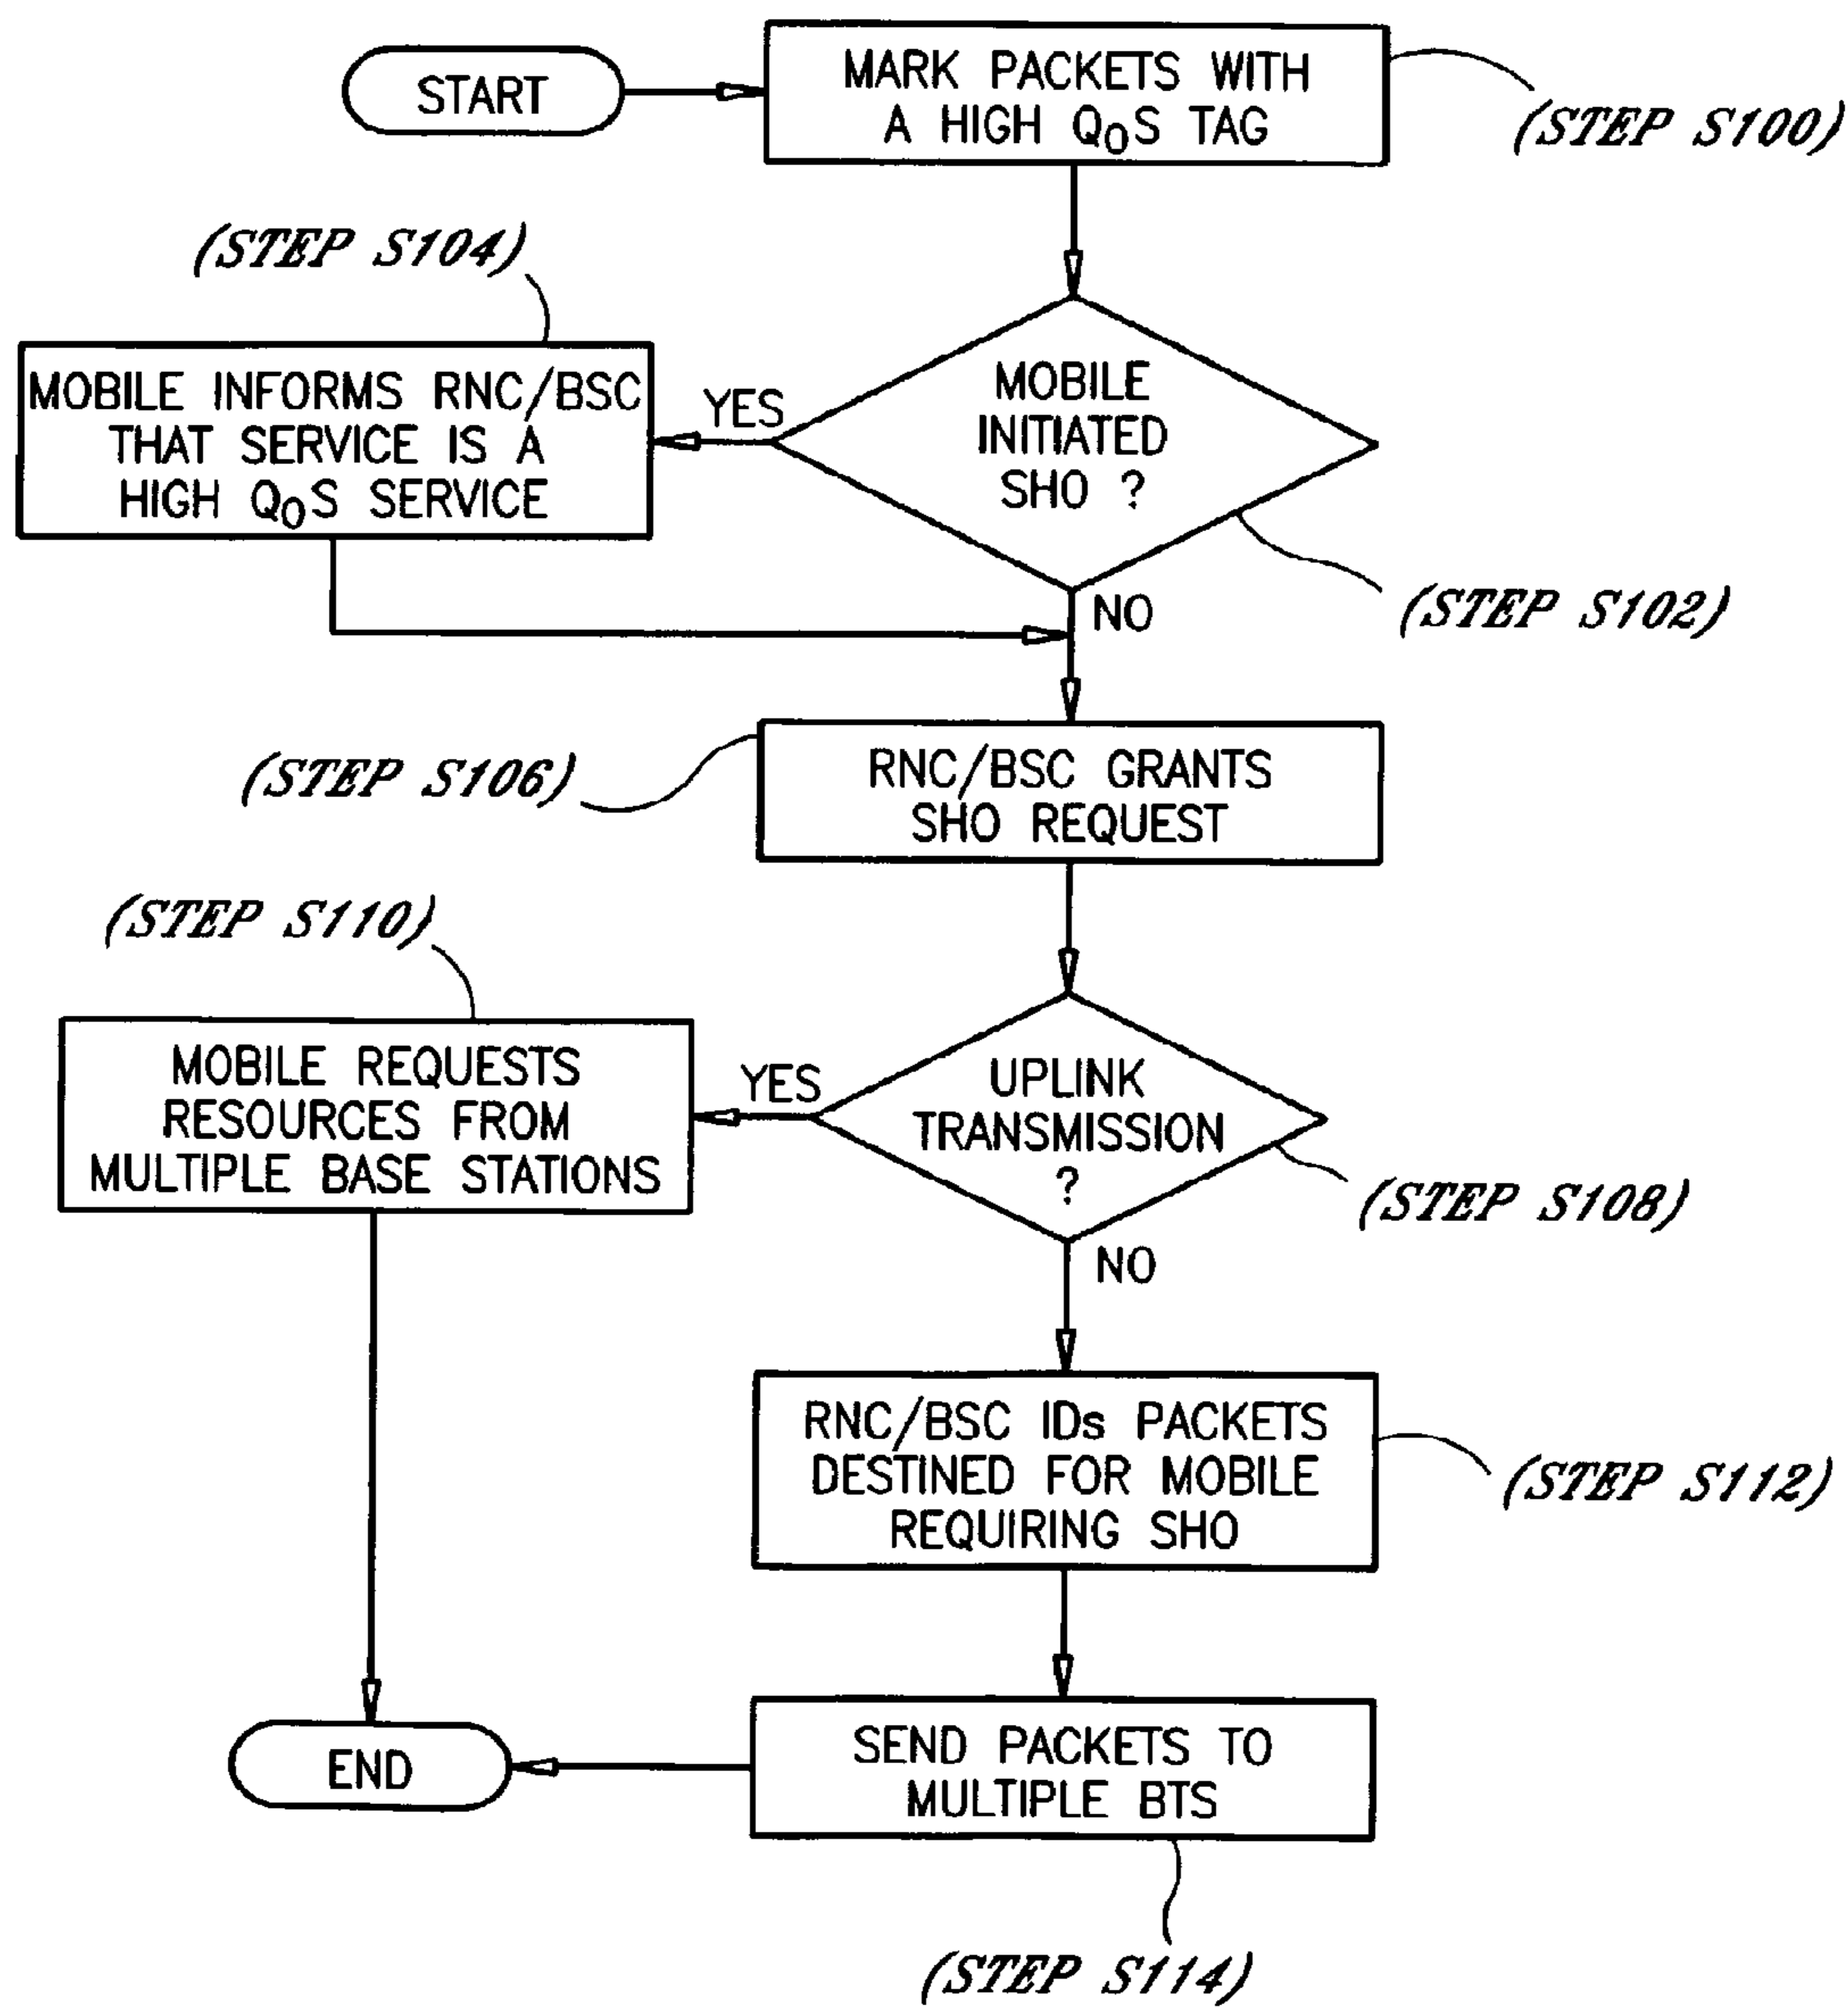 START
MARK PACKETS WITH
A HIGH QoS TAG
(STEP S100)
(STEP S104)
MOBILE INFORMS RNC/BSC
THAT SERVICE IS A
HIGH QoS SERVICE
YES
MOBILE
INITIATED
SHO ?
NO
(STEP S102)
(STEP S106)
RNC/BSC GRANTS
SHO REQUEST
(STEP S110)
MOBILE REQUESTS
RESOURCES FROM
MULTIPLE BASE STATIONS
YES
UPLINK
TRANSMISSION
?
(STEP S108)
NO
RNC/BSC IDs PACKETS
DESTINED FOR MOBILE
REQUIRING SHO
(STEP S112)
SEND PACKETS TO
MULTIPLE BTS
END
(STEP S114)